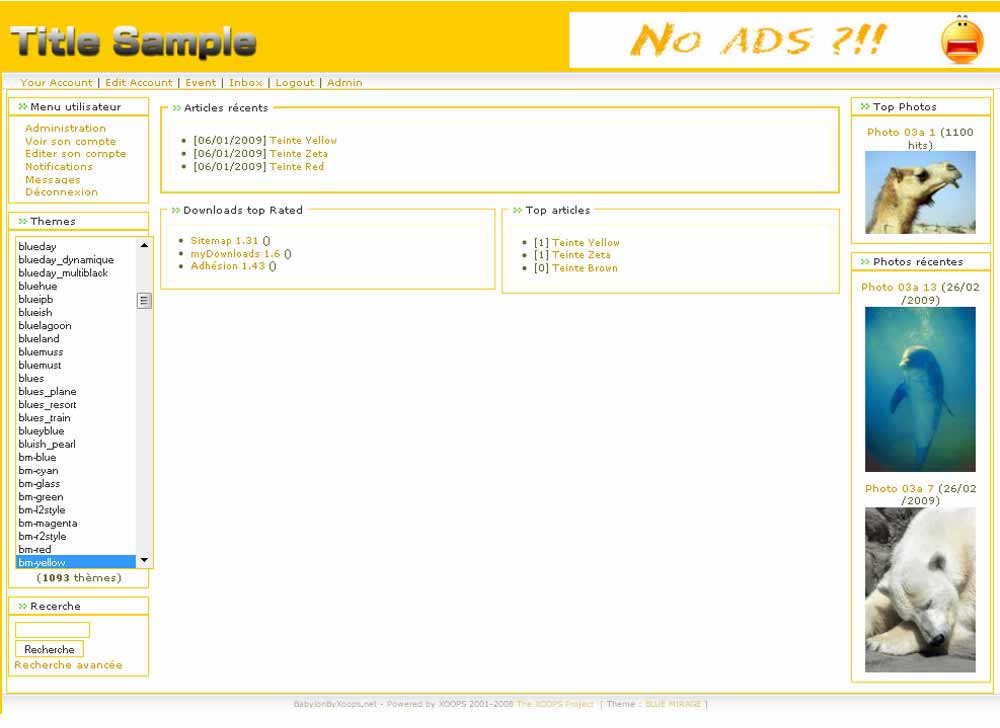 Title Sample
No ADS ?!!
Your Account | Edit Account | Event | Inbox | Logout | Admin
Menu utilisateur
Administration
Voir son compte
Editer son compte
Notifications
Messages
Déconnexion
Themes
blueday
blueday_dynamique
blueday_multiblack
bluehue
blueipb
blueish
bluelagoon
blueland
bluemuss
bluemust
blues
blues_plane
blues_resort
blues_train
blueyblue
bluish_pearl
bm-blue
bm-cyan
bm-glass
bm-green
bm-l2style
bm-magenta
bm-r2style
bm-red
bm-yellow
(1093 thèmes)
Recerche
Recherche
Recherche avancée
Articles récents
[06/01/2009] Teinte Yellow
[06/01/2009] Teinte Zeta
[06/01/2009] Teinte Red
Downloads top Rated
Sitemap 1.31 ()
myDownloads 1.6 ()
Adhésion 1.43 ()
Top articles
[1] Teinte Yellow
[1] Teinte Zeta
[0] Teinte Brown
Top Photos
Photo 03a 1 (1100
hits)
Photos récentes
Photo 03a 13 (26/02
/2009)
Photo 03a 7 (26/02
/2009)
BabylonByXoops.net - Powered by XOOPS 2001-2008 The XOOPS Project [ Theme : BLUE MIRAGE ]